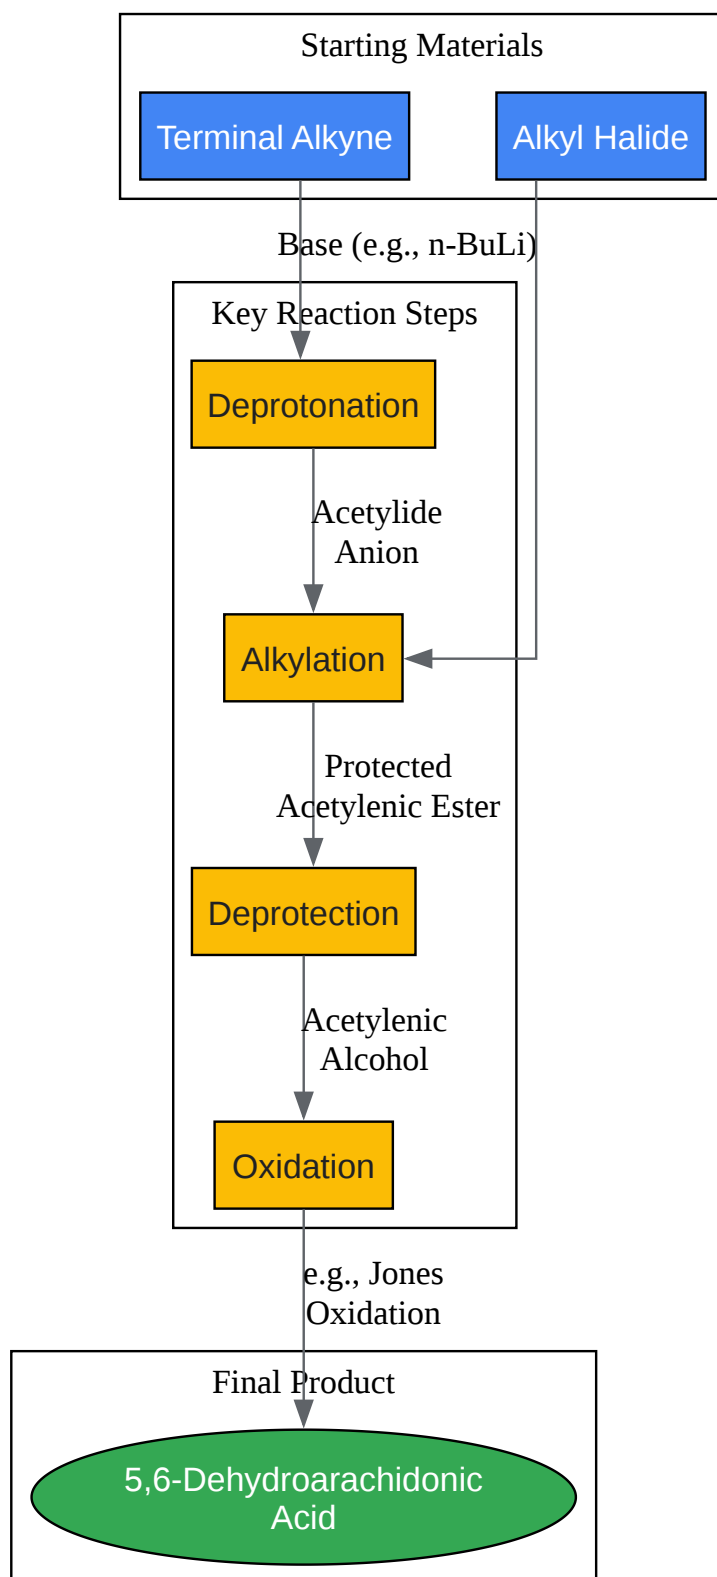 Starting Materials
Terminal Alkyne
Alkyl Halide
Base (e.g., n-BuLi)
Key Reaction Steps
Deprotonation
Acetylide
Anion
Alkylation
Protected
Acetylenic Ester
Deprotection
Acetylenic
Alcohol
Oxidation
e.g., Jones
Oxidation
Final Product
5,6-Dehydroarachidonic
Acid